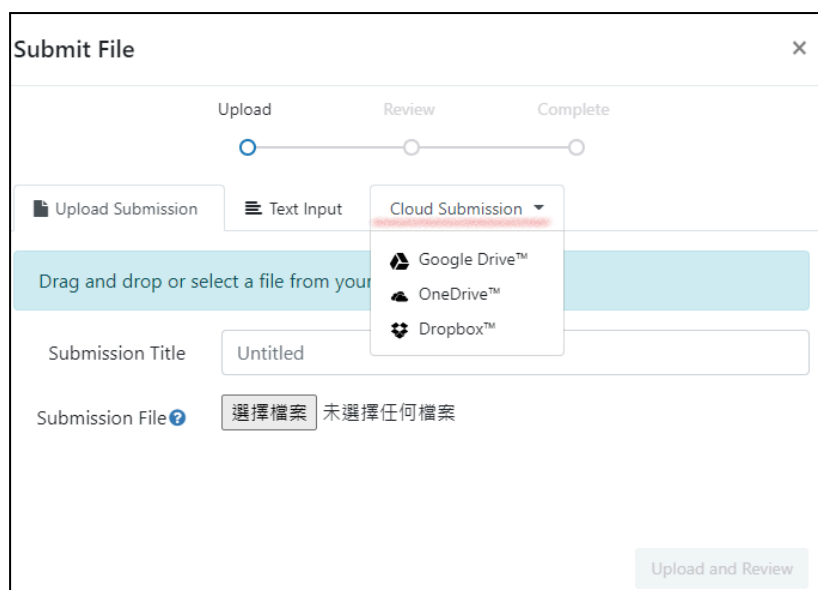 Submit File ×
Upload Review Complete
Upload Submission Text Input Cloud Submission
Google Drive™
Drag and drop or select a file from your
OneDrive™
Dropbox™
Submission Title Untitled
Submission File? 選擇檔案 未選擇任何檔案
Upload and Review